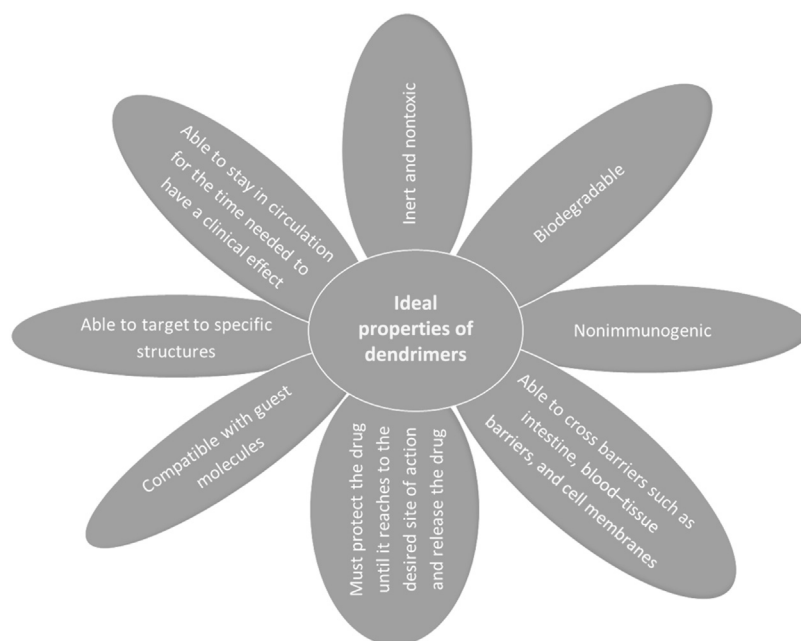 Ideal
properties of
dendrimers
Inert and nontoxic
Biodegradable
Nonimmunogenic
Able to cross barriers such as
intestine, blood–tissue
barriers, and cell membranes
Must protect the drug
until it reaches to the
desired site of action
and release the drug
Compatible with guest
molecules
Able to target to specific
structures
Able to stay in circulation
for the time needed to
have a clinical effect